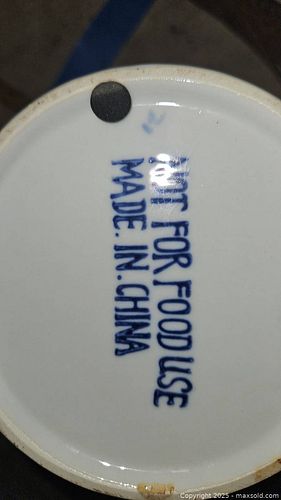 NOT FOR FOOD USE
MADE. IN. CHINA
Copyright 2025 - maxsold.com